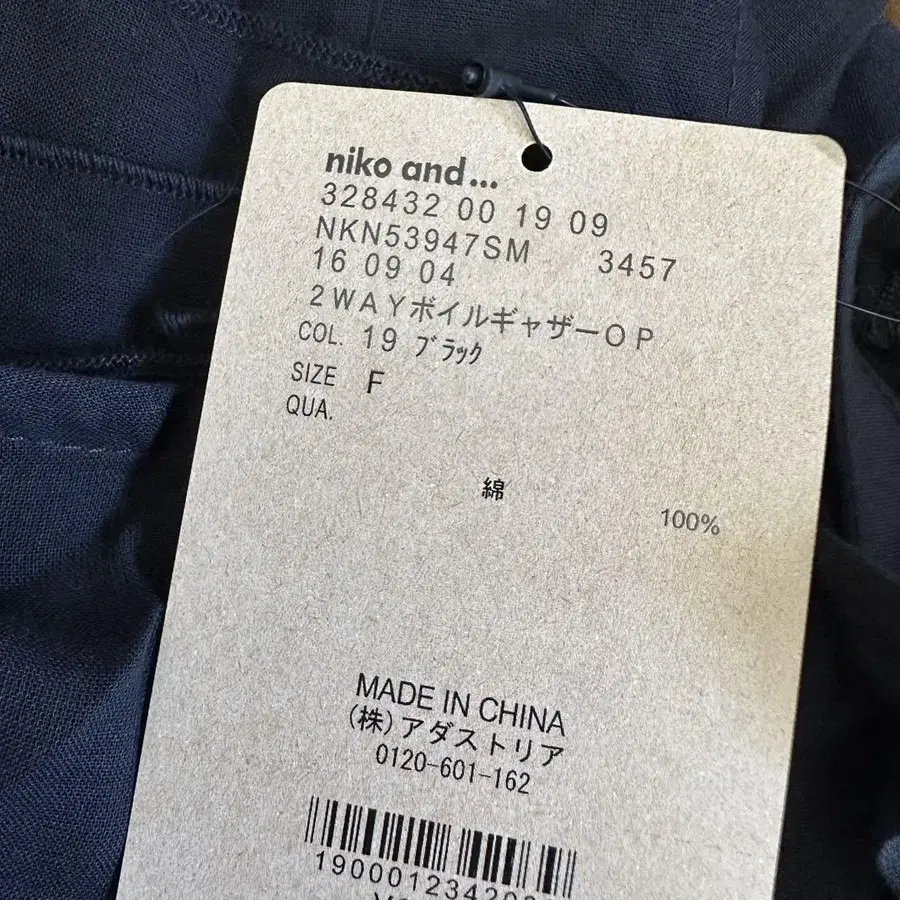 niko and...
328432 00 19 09
NKN53947SM 3457
16 09 04
2WAYボイルギャザーOP
COL. 19 ブラック
SIZE F
QUA.
綿
100%
MADE IN CHINA
(株)アダストリア
0120-601-162